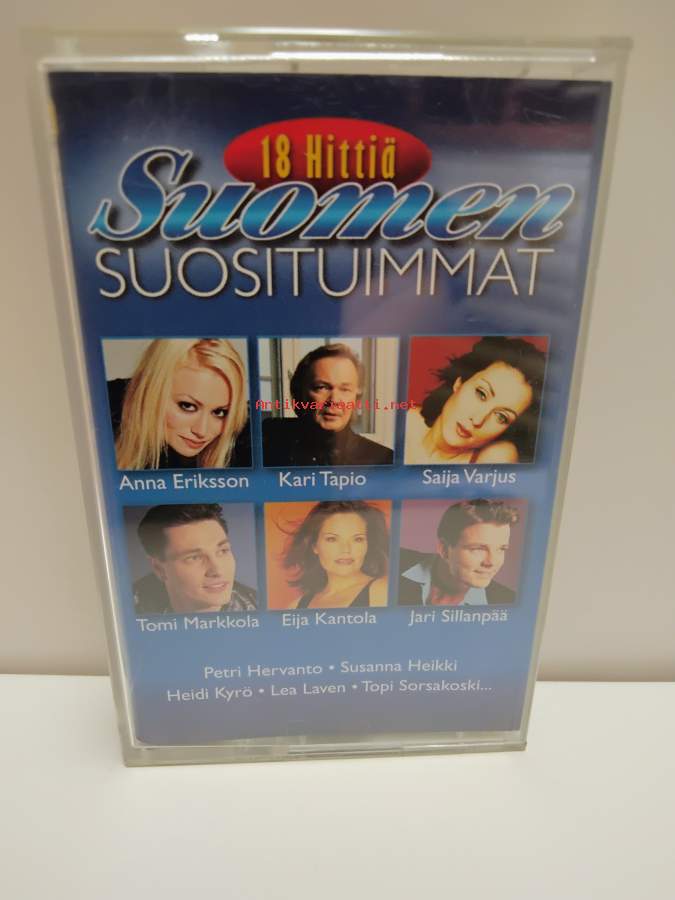 18 Hittiä
Suomen
SUOSITUIMMAT
Antikvariaatti.net
Anna Eriksson Kari Tapio Saija Varjus
Tomi Markkola Eija Kantola Jari Sillanpää
Petri Hervanto • Susanna Heikki
Heidi Kyrö • Lea Laven • Topi Sorsakoski...